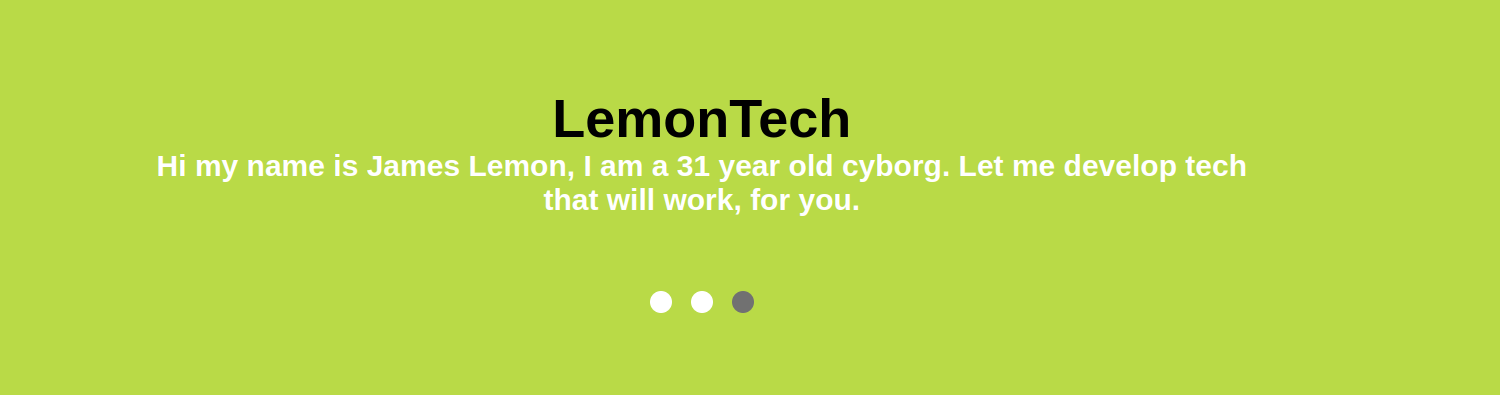 LemonTech
Hi my name is James Lemon, I am a 31 year old cyborg. Let me develop tech
that will work, for you.